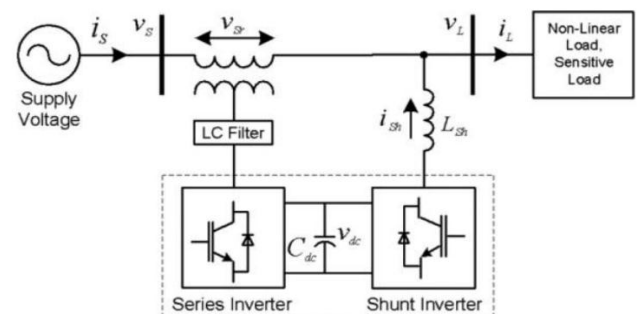 i_S
v_S
v_Sr
v_L
i_L
Non-Linear
Load,
Sensitive
Load
Supply
Voltage
LC Filter
i_Sh
L_Sh
C_dc
v_dc
Series Inverter
Shunt Inverter